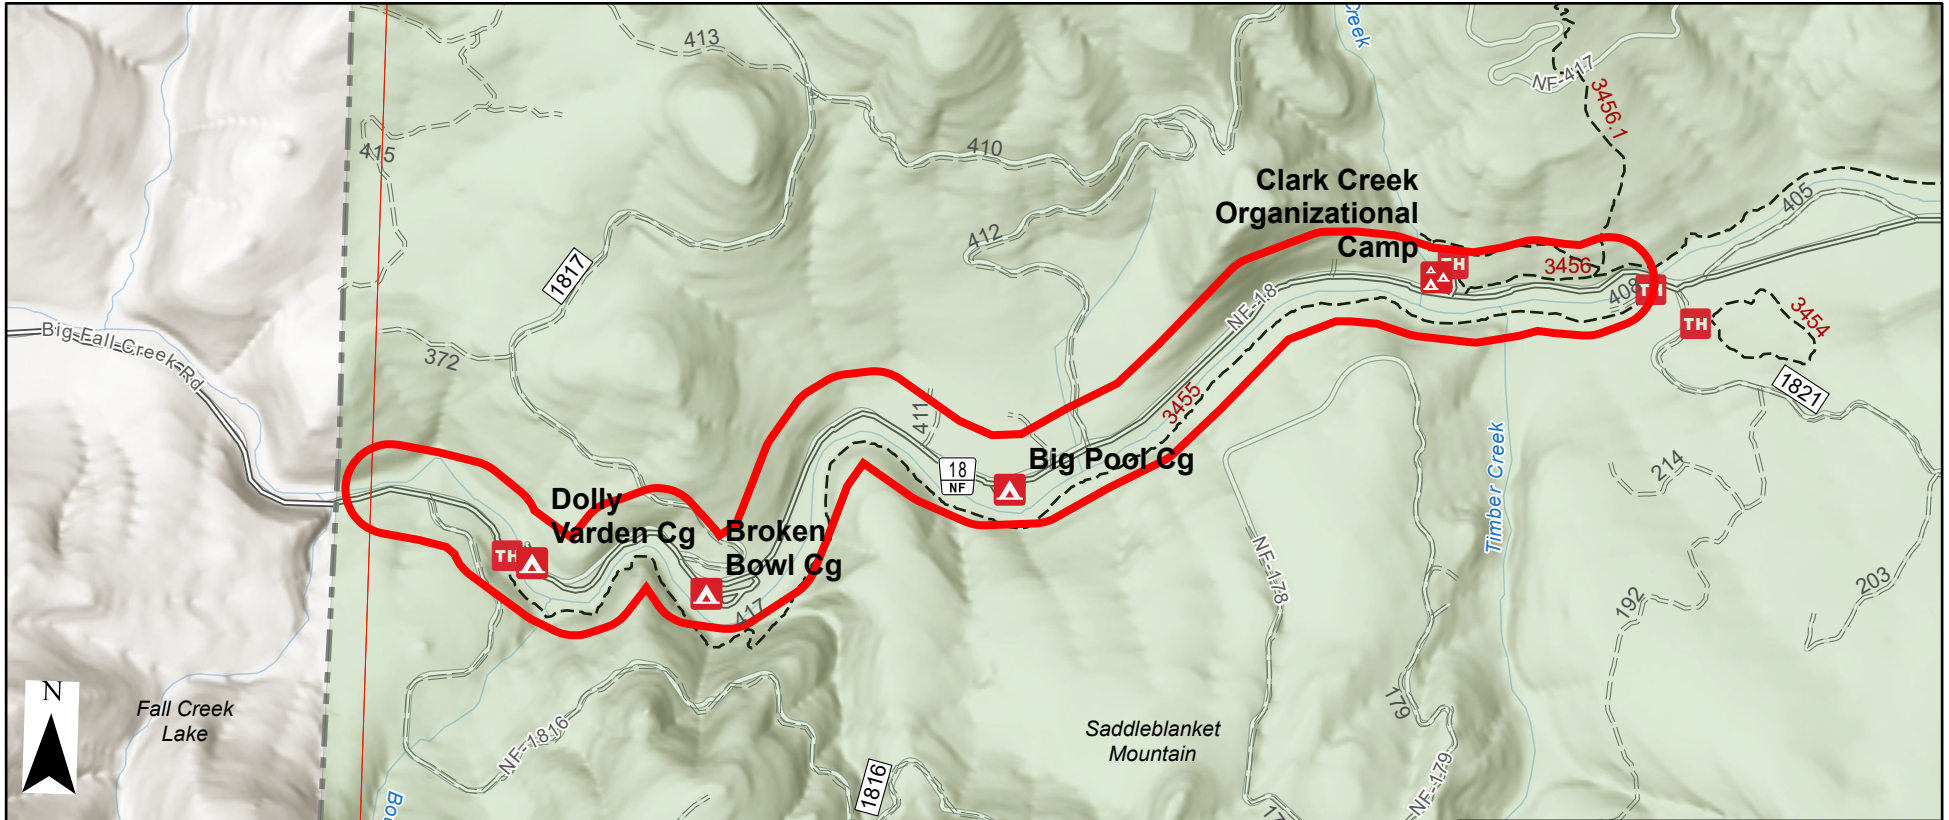 413
Creek
NF-417
3456.1
415
410
Clark Creek
Organizational
Camp
405
412
1817
TH
3456
408
TH
NF-18
TH
3454
Big Fall Creek Rd
372
1821
411
3455
18
NF
Big Pool Cg
Timber Creek
214
Dolly
Varden Cg
Broken
Bowl Cg
TH
417
NF-178
192
203
N
Fall Creek
Lake
NF-1816
179
Saddleblanket
Mountain
1816
NF-179